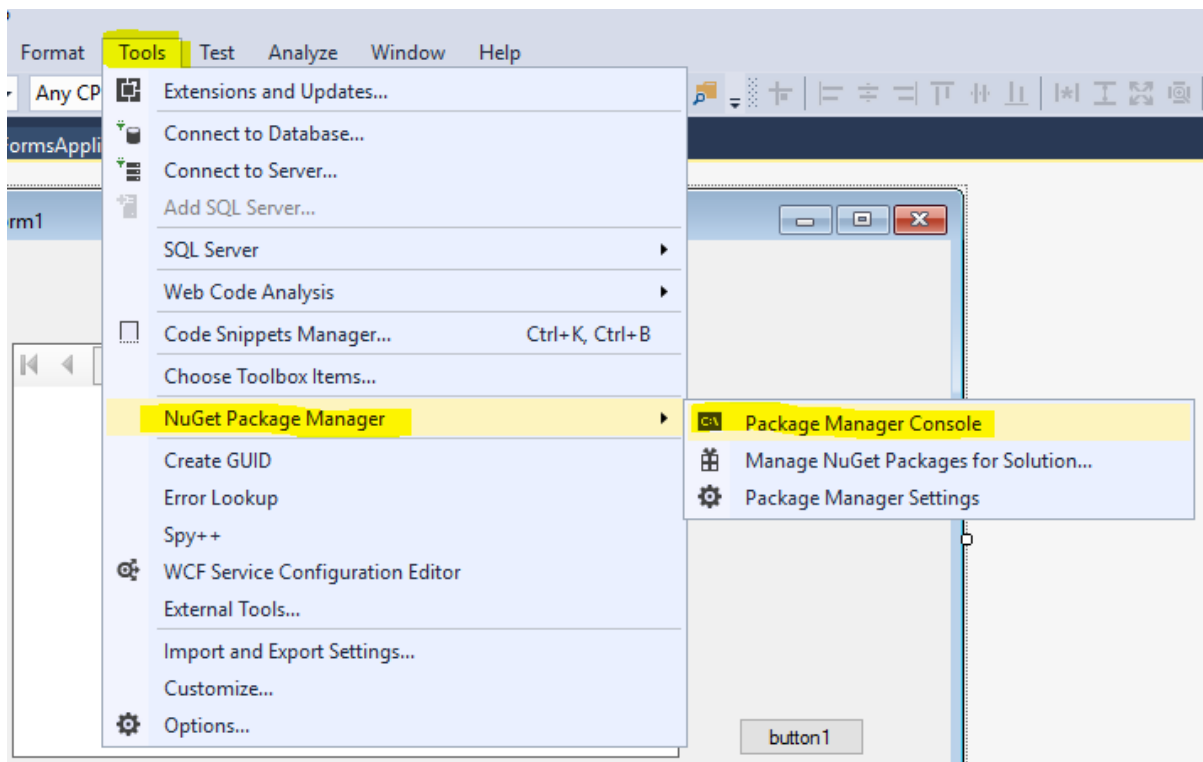 Format Tools Test Analyze Window Help
Any CP
Extensions and Updates...
ormsAppli
Connect to Database...
Connect to Server...
Add SQL Server...
rm1
SQL Server
Web Code Analysis
Code Snippets Manager... Ctrl+K, Ctrl+B
Choose Toolbox Items...
NuGet Package Manager
Package Manager Console
Create GUID
Manage NuGet Packages for Solution...
Error Lookup
Package Manager Settings
Spy++
WCF Service Configuration Editor
External Tools...
Import and Export Settings...
Customize...
Options...
button1